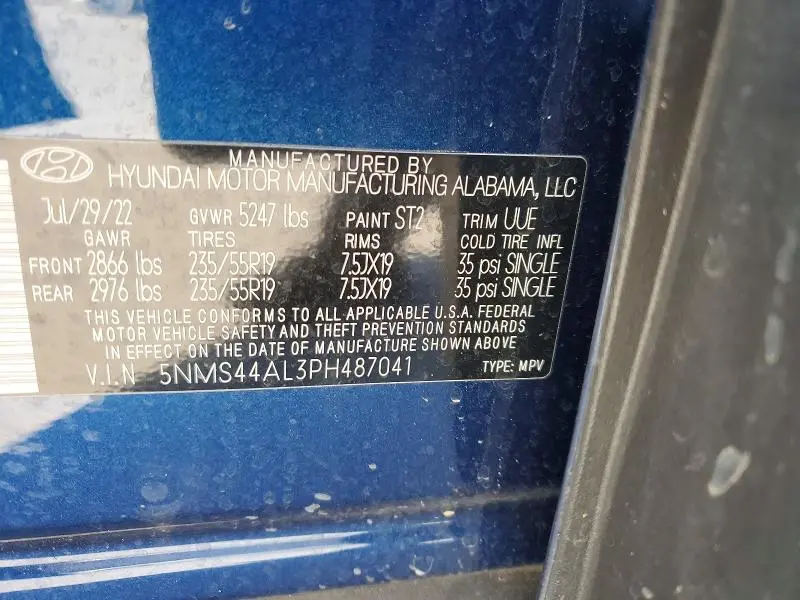 MANUFACTURED BY
HYUNDAI MOTOR MANUFACTURING ALABAMA, LLC
Jul/29/22 GVWR 5247 lbs PAINT ST2 TRIM UUE
GAWR TIRES RIMS COLD TIRE INFL
FRONT 2866 lbs 235/55R19 7.5JX19 35 psi SINGLE
REAR 2976 lbs 235/55R19 7.5JX19 35 psi SINGLE
THIS VEHICLE CONFORMS TO ALL APPLICABLE U.S.A. FEDERAL
MOTOR VEHICLE SAFETY AND THEFT PREVENTION STANDARDS
IN EFFECT ON THE DATE OF MANUFACTURE SHOWN ABOVE
V.I.N 5NMS44AL3PH487041 TYPE: MPV